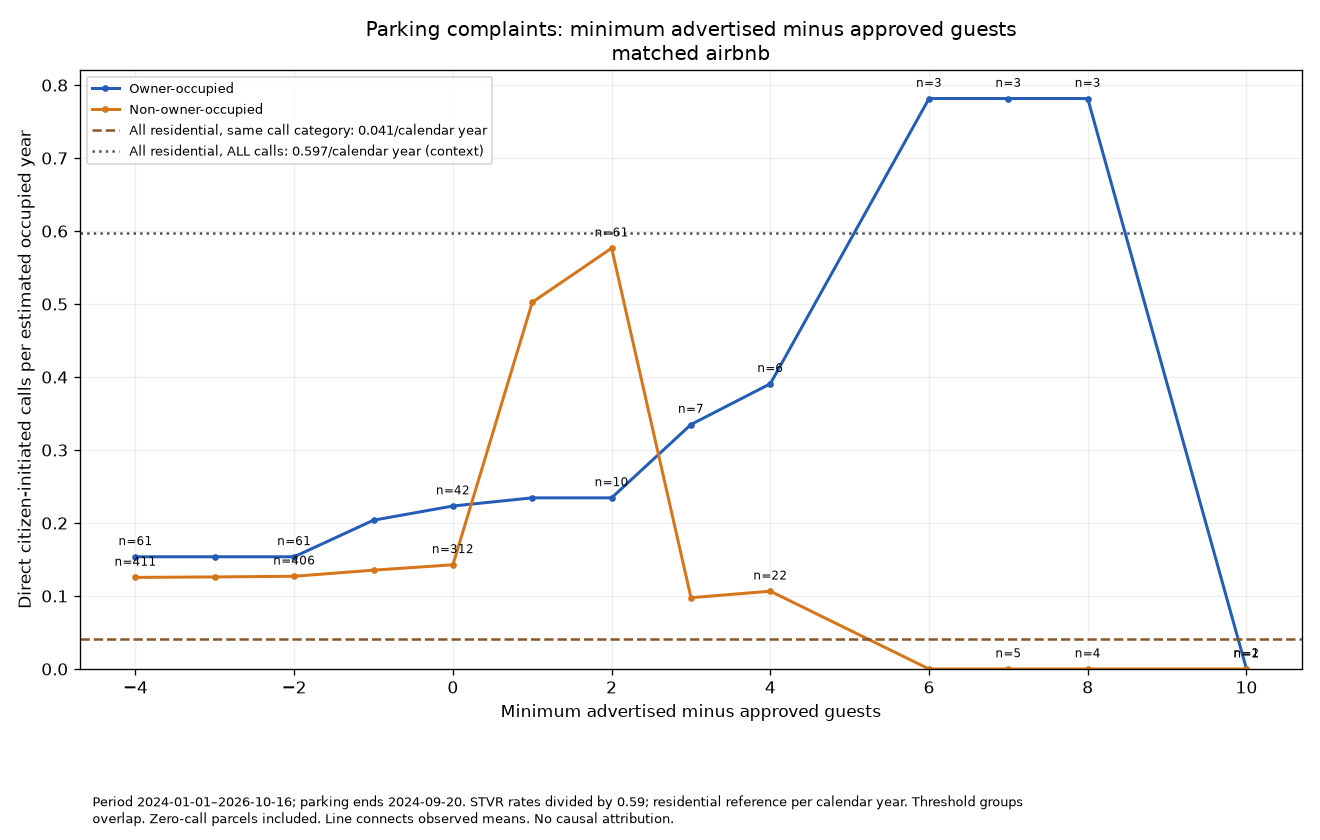 Parking complaints: minimum advertised minus approved guests
matched airbnb
Owner-occupied
Non-owner-occupied
All residential, same call category: 0.041/calendar year
All residential, ALL calls: 0.597/calendar year (context)
Direct citizen-initiated calls per estimated occupied year
0.8
0.7
0.6
0.5
0.4
0.3
0.2
0.1
0.0
n=3 n=3 n=3
n=61
n=6
n=7
n=10
n=42
n=61 n=61
n=312
n=411 n=406
n=22
n=5 n=4
−4 −2 0 2 4 6 8 10
Minimum advertised minus approved guests
Period 2024-01-01–2026-10-16; parking ends 2024-09-20. STVR rates divided by 0.59; residential reference per calendar year. Threshold groups
overlap. Zero-call parcels included. Line connects observed means. No causal attribution.